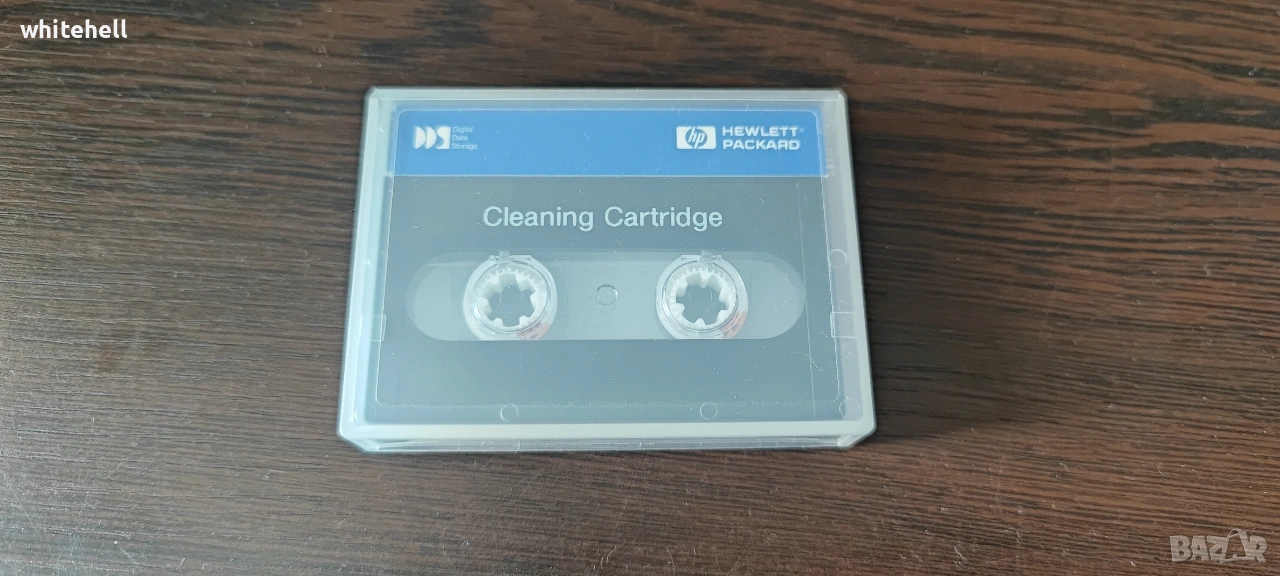 whitehell
DDS Digital
Data
Storage
hp HEWLETT®
PACKARD
Cleaning Cartridge
BAZAR